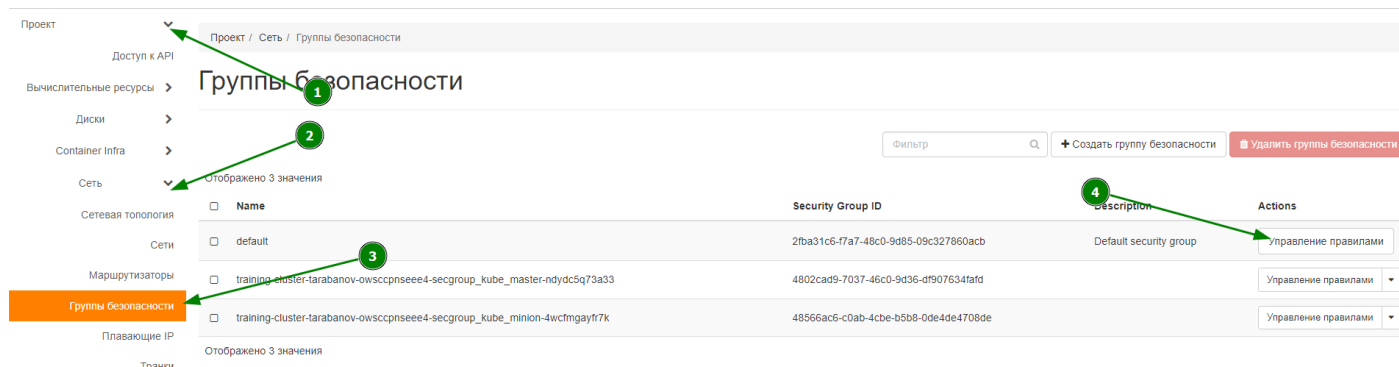 Проект
Проект / Сеть / Группы безопасности
Доступ к API
Группы безопасности
Вычислительные ресурсы
1
Диски
2
Container Infra
Фильтр
+ Создать группу безопасности
Удалить группы безопасности
Сеть
Отображено 3 значения
4
Сетевая топология
Name Security Group ID Description Actions
Сети
default 2fba31c6-f7a7-48c0-9d85-09c327860acb Default security group Управление правилами
3
Маршрутизаторы
training-cluster-tarabanov-owsccpnseee4-secgroup_kube_master-ndydc5q73a33 4802cad9-7037-46c0-9d36-df907634fafd Управление правилами
Группы безопасности
training-cluster-tarabanov-owsccpnseee4-secgroup_kube_minion-4wcfmgayfr7k 48566ac6-c0ab-4cbe-b5b8-0de4de4708de Управление правилами
Плавающие IP
Отображено 3 значения
Транки